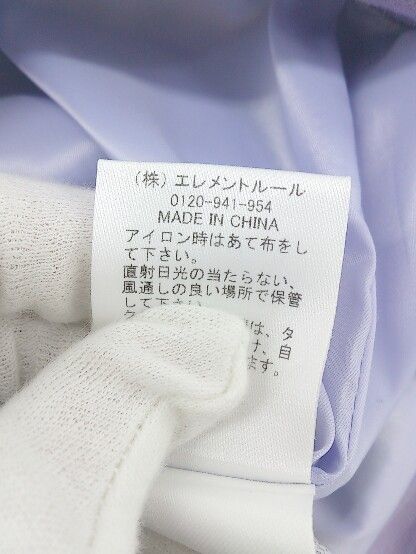 （株）エレメントルール
0120-941-954
MADE IN CHINA
アイロン時はあて布をし
て下さい。
直射日光の当たらない、
風通しの良い場所で保管
して下さい。
は、タ
け、自
ます。